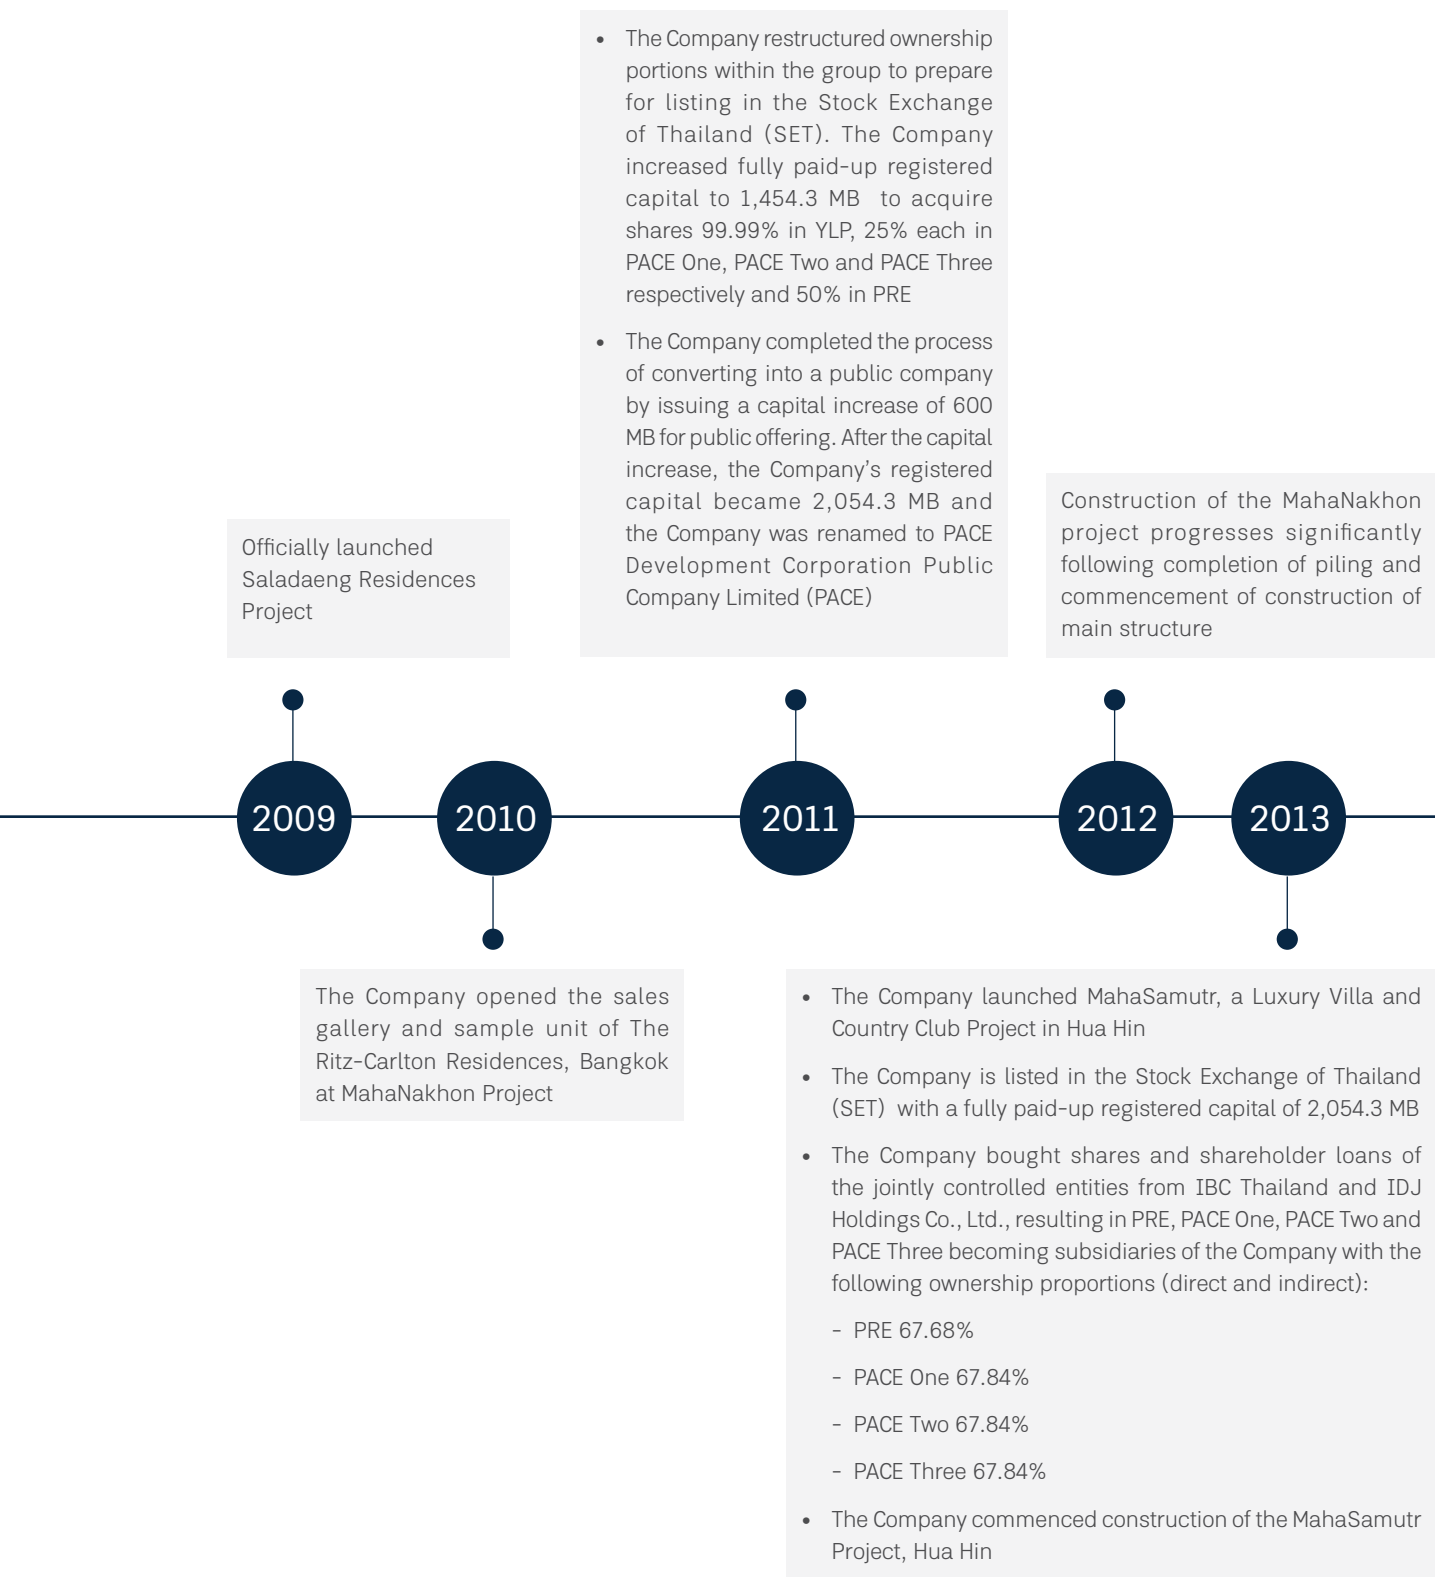 • The Company restructured ownership
portions within the group to prepare
for listing in the Stock Exchange
of Thailand (SET). The Company
increased fully paid-up registered
capital to 1,454.3 MB to acquire
shares 99.99% in YLP, 25% each in
PACE One, PACE Two and PACE Three
respectively and 50% in PRE
• The Company completed the process
of converting into a public company
by issuing a capital increase of 600
MB for public offering. After the capital
increase, the Company’s registered
capital became 2,054.3 MB and
the Company was renamed to PACE
Development Corporation Public
Company Limited (PACE)
Officially launched
Saladaeng Residences
Project
Construction of the MahaNakhon
project progresses significantly
following completion of piling and
commencement of construction of
main structure
2009
2010
2011
2012
2013
The Company opened the sales
gallery and sample unit of The
Ritz-Carlton Residences, Bangkok
at MahaNakhon Project
• The Company launched MahaSamutr, a Luxury Villa and
Country Club Project in Hua Hin
• The Company is listed in the Stock Exchange of Thailand
(SET) with a fully paid-up registered capital of 2,054.3 MB
• The Company bought shares and shareholder loans of
the jointly controlled entities from IBC Thailand and IDJ
Holdings Co., Ltd., resulting in PRE, PACE One, PACE Two and
PACE Three becoming subsidiaries of the Company with the
following ownership proportions (direct and indirect):
- PRE 67.68%
- PACE One 67.84%
- PACE Two 67.84%
- PACE Three 67.84%
• The Company commenced construction of the MahaSamutr
Project, Hua Hin